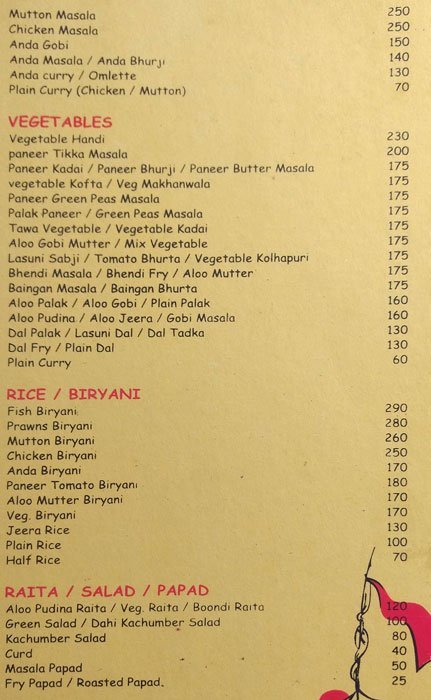 Mutton Masala 250
Chicken Masala 250
Anda Gobi 150
Anda Masala / Anda Bhurji 140
Anda curry / Omlette 130
Plain Curry (Chicken / Mutton) 70
VEGETABLES
Vegetable Handi 230
paneer Tikka Masala 200
Paneer Kadai / Paneer Bhurji / Paneer Butter Masala 175
vegetable Kofta / Veg Makhanwala 175
Paneer Green Peas Masala 175
Palak Paneer / Green Peas Masala 175
Tawa Vegetable / Vegetable Kadai 175
Aloo Gobi Mutter / Mix Vegetable 175
Lasuni Sabji / Tomato Bhurta / Vegetable Kolhapuri 175
Bhendi Masala / Bhendi Fry / Aloo Mutter 175
Baingan Masala / Baingan Bhurta 175
Aloo Palak / Aloo Gobi / Plain Palak 160
Aloo Pudina / Aloo Jeera / Gobi Masala 160
Dal Palak / Lasuni Dal / Dal Tadka 130
Dal Fry / Plain Dal 130
Plain Curry 60
RICE / BIRYANI
Fish Biryani 290
Prawns Biryani 280
Mutton Biryani 260
Chicken Biryani 250
Anda Biryani 170
Paneer Tomato Biryani 180
Aloo Mutter Biryani 170
Veg. Biryani 170
Jeera Rice 130
Plain Rice 100
Half Rice 70
RAITA / SALAD / PAPAD
Aloo Pudina Raita / Veg. Raita / Boondi Raita 120
Green Salad / Dahi Kachumber Salad 100
Kachumber Salad 80
Curd 40
Masala Papad 50
Fry Papad / Roasted Papad. 25